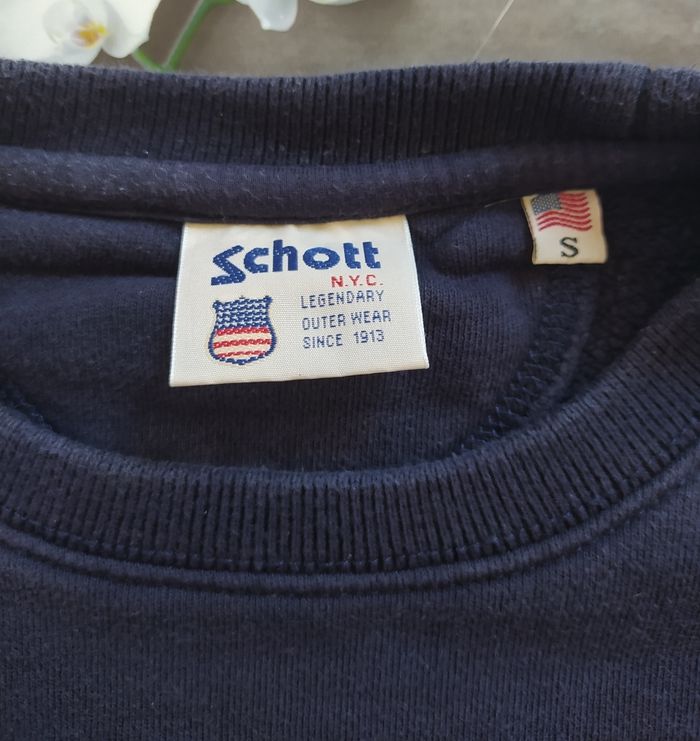 Schott
N.Y.C.
LEGENDARY
OUTER WEAR
SINCE 1913
S